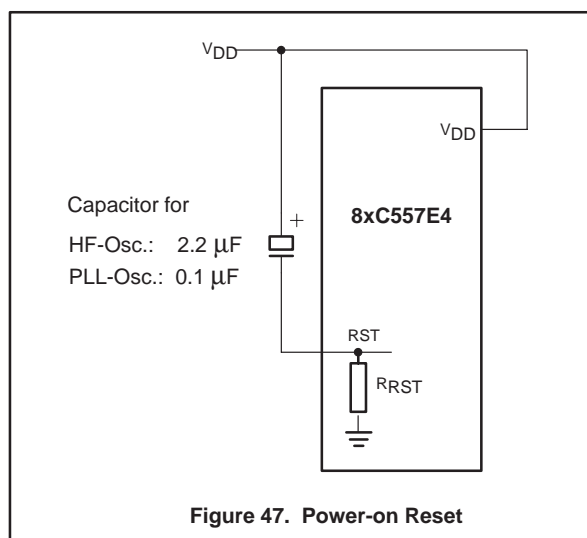 VDD
VDD
8xC557E4
Capacitor for
+
HF-Osc.: 2.2 μF
PLL-Osc.: 0.1 μF
RST
RRST
Figure 47. Power-on Reset